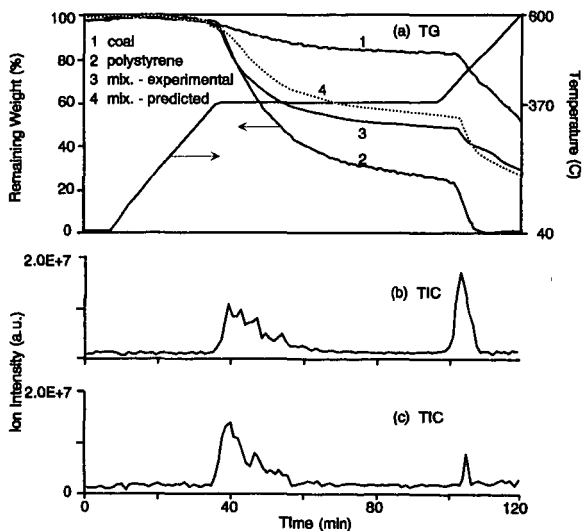 100
80
60
40
20
0
Remaining Weight (%)
1 coal
2 polystyrene
3 mix. - experimental
4 mix. - predicted
(a) TG
1
4
3
2
600
370
40
Temperature (C)
2.0E+7
0
(b) TIC
Ion Intensity (a.u.)
2.0E+7
0
(c) TIC
0
40
80
120
Time (min)